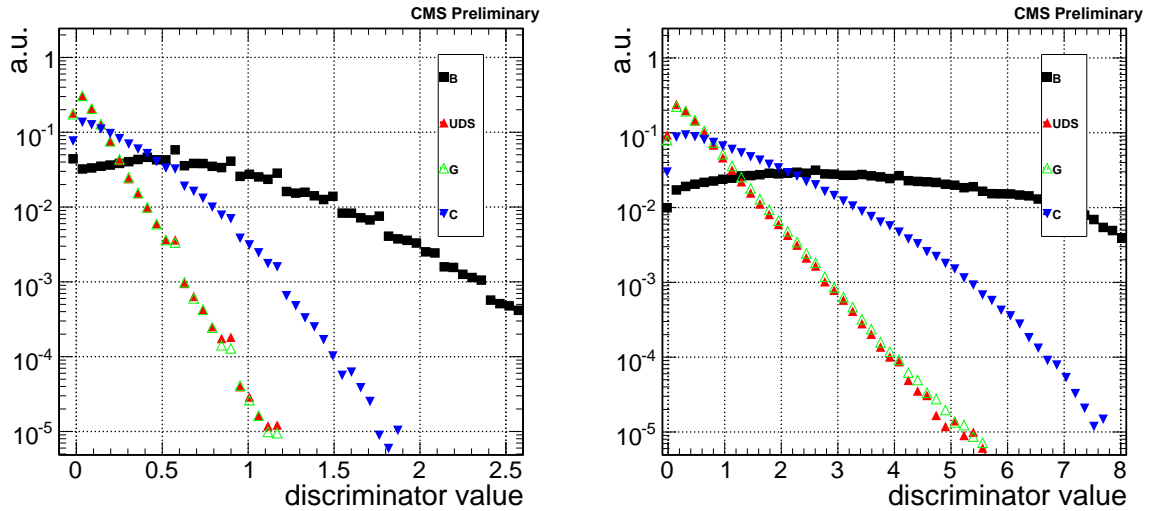 CMS Preliminary
a.u.
1
10⁻¹
10⁻²
10⁻³
10⁻⁴
10⁻⁵
B
UDS
G
C
0 0.5 1 1.5 2 2.5
discriminator value
CMS Preliminary
a.u.
1
10⁻¹
10⁻²
10⁻³
10⁻⁴
10⁻⁵
B
UDS
G
C
0 1 2 3 4 5 6 7 8
discriminator value